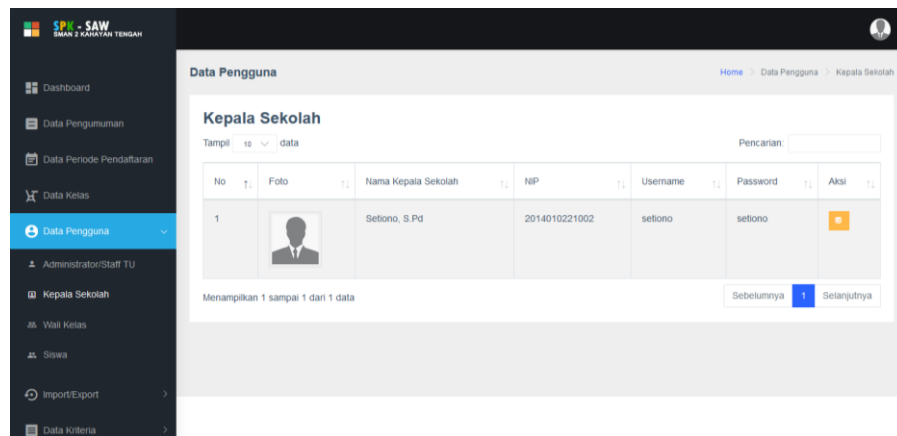 SPK - SAW
SMAN 2 KAHAYAN TENGAH
Dashboard
Data Pengumuman
Data Periode Pendaftaran
Data Kelas
Data Pengguna
Administrator/Staff TU
Kepala Sekolah
Wali Kelas
Siswa
Import/Export
Data Kriteria
Data Pengguna
Home > Data Pengguna > Kepala Sekolah
Kepala Sekolah
Tampil 10 data
Pencarian:
No Foto Nama Kepala Sekolah NIP Username Password Aksi
1 Setiono, S.Pd 2014010221002 setiono setiono
Menampilkan 1 sampai 1 dari 1 data
Sebelumnya 1 Selanjutnya